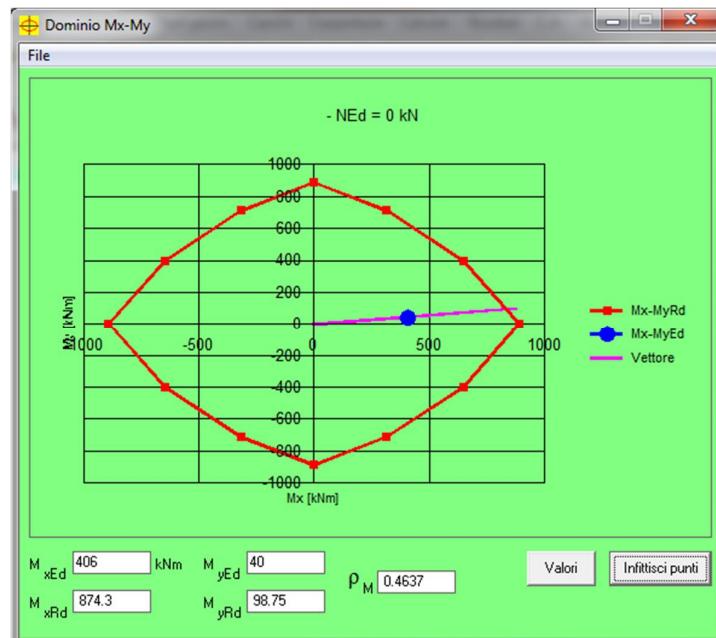 Dominio Mx-My
File
- NEd = 0 kN
1000
800
600
400
200
0
-200
-400
-600
-800
-1000
-1000 -500 0 500 1000
Mx [kNm]
Mx-MyRd
Mx-MyEd
Vettore
M xEd 406 kNm M yEd 40
M xRd 874.3 M yRd 98.75
ρ M 0.4637
Valori
Infittisci punti